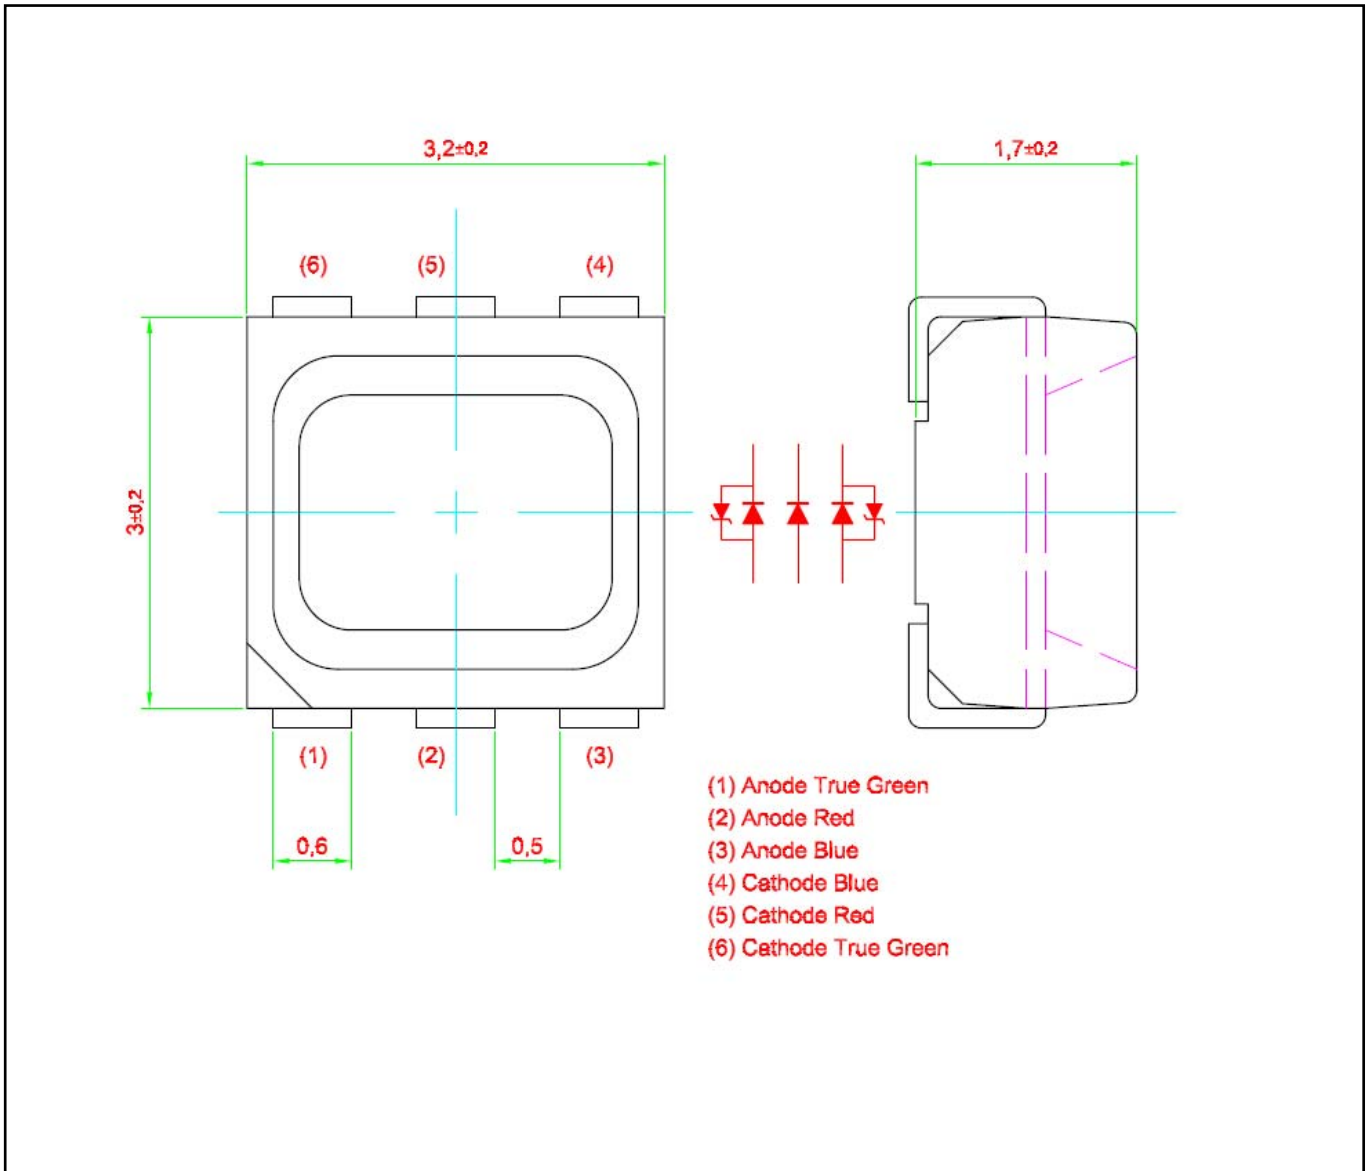 3,2±0,2
1,7±0,2
(6) (5) (4)
3±0,2
(1) (2) (3)
0,6 0,5
(1) Anode True Green
(2) Anode Red
(3) Anode Blue
(4) Cathode Blue
(5) Cathode Red
(6) Cathode True Green